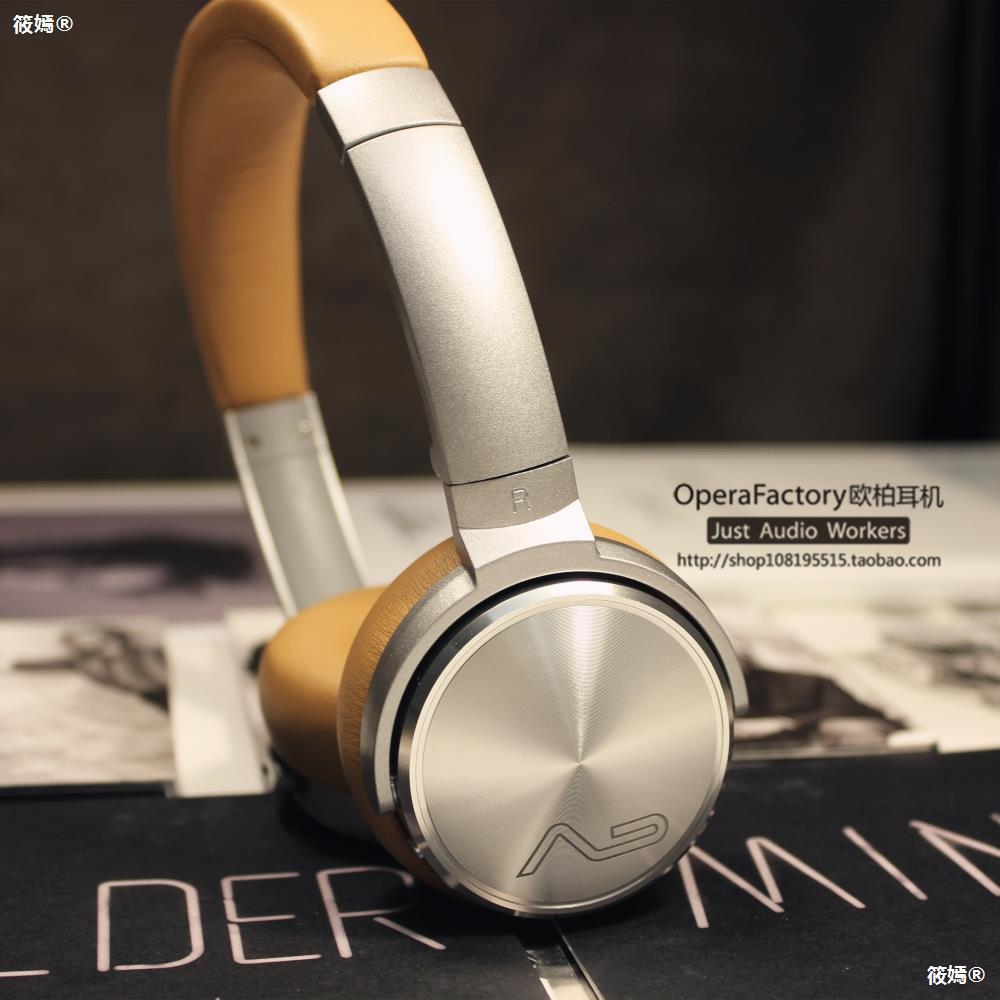 筱嫣®
R
OperaFactory欧柏耳机
Just Audio Workers
http://shop108195515.taobao.com
DER MIN
筱嫣®